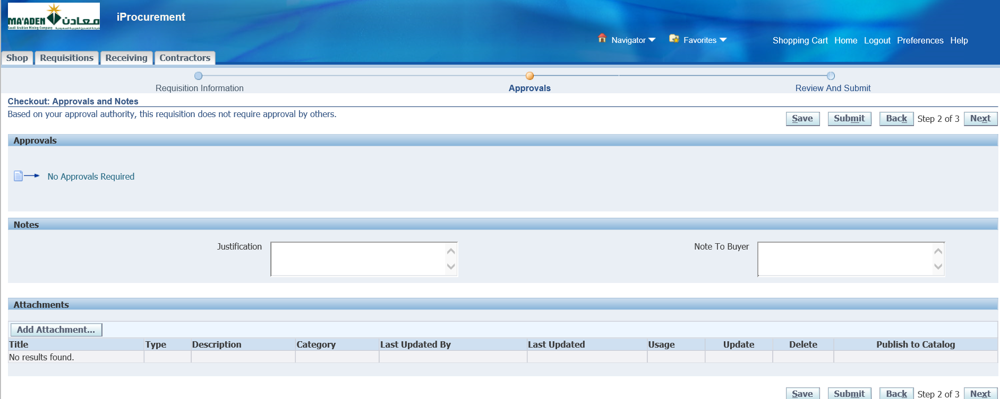 MA'ADEN معادن
Saudi Arabian Mining Company شركة التعدين العربية السعودية
iProcurement
Navigator Favorites Shopping Cart Home Logout Preferences Help
Shop Requisitions Receiving Contractors
Requisition Information Approvals Review And Submit
Checkout: Approvals and Notes
Based on your approval authority, this requisition does not require approval by others.
Save Submit Back Step 2 of 3 Next
Approvals
No Approvals Required
Notes
Justification Note To Buyer
Attachments
Add Attachment...
Title Type Description Category Last Updated By Last Updated Usage Update Delete Publish to Catalog
No results found.
Save Submit Back Step 2 of 3 Next